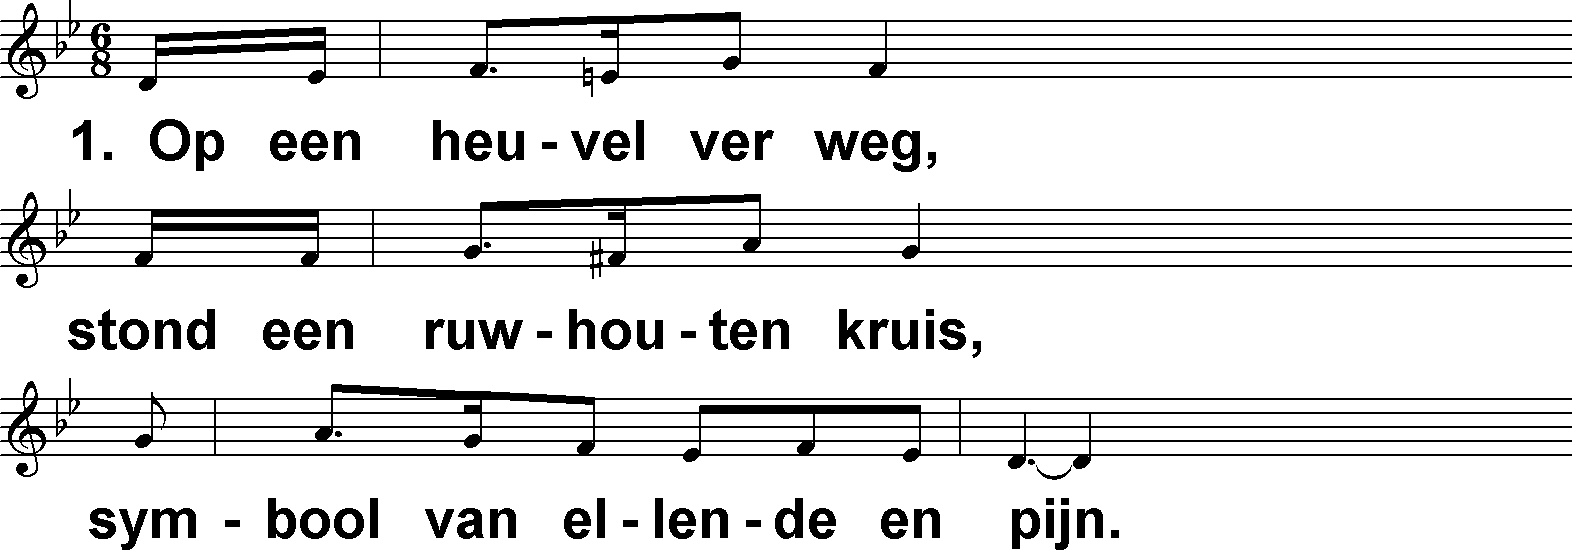 1. Op een heu - vel ver weg,
stond een ruw - hou - ten kruis,
sym - bool van el - len - de en pijn.